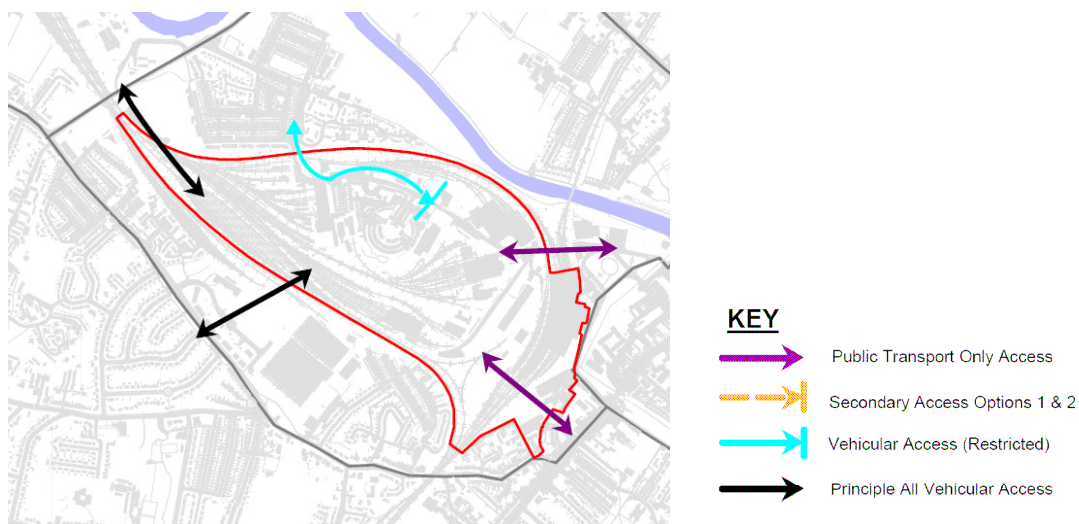 KEY
Public Transport Only Access
Secondary Access Options 1 & 2
Vehicular Access (Restricted)
Principle All Vehicular Access